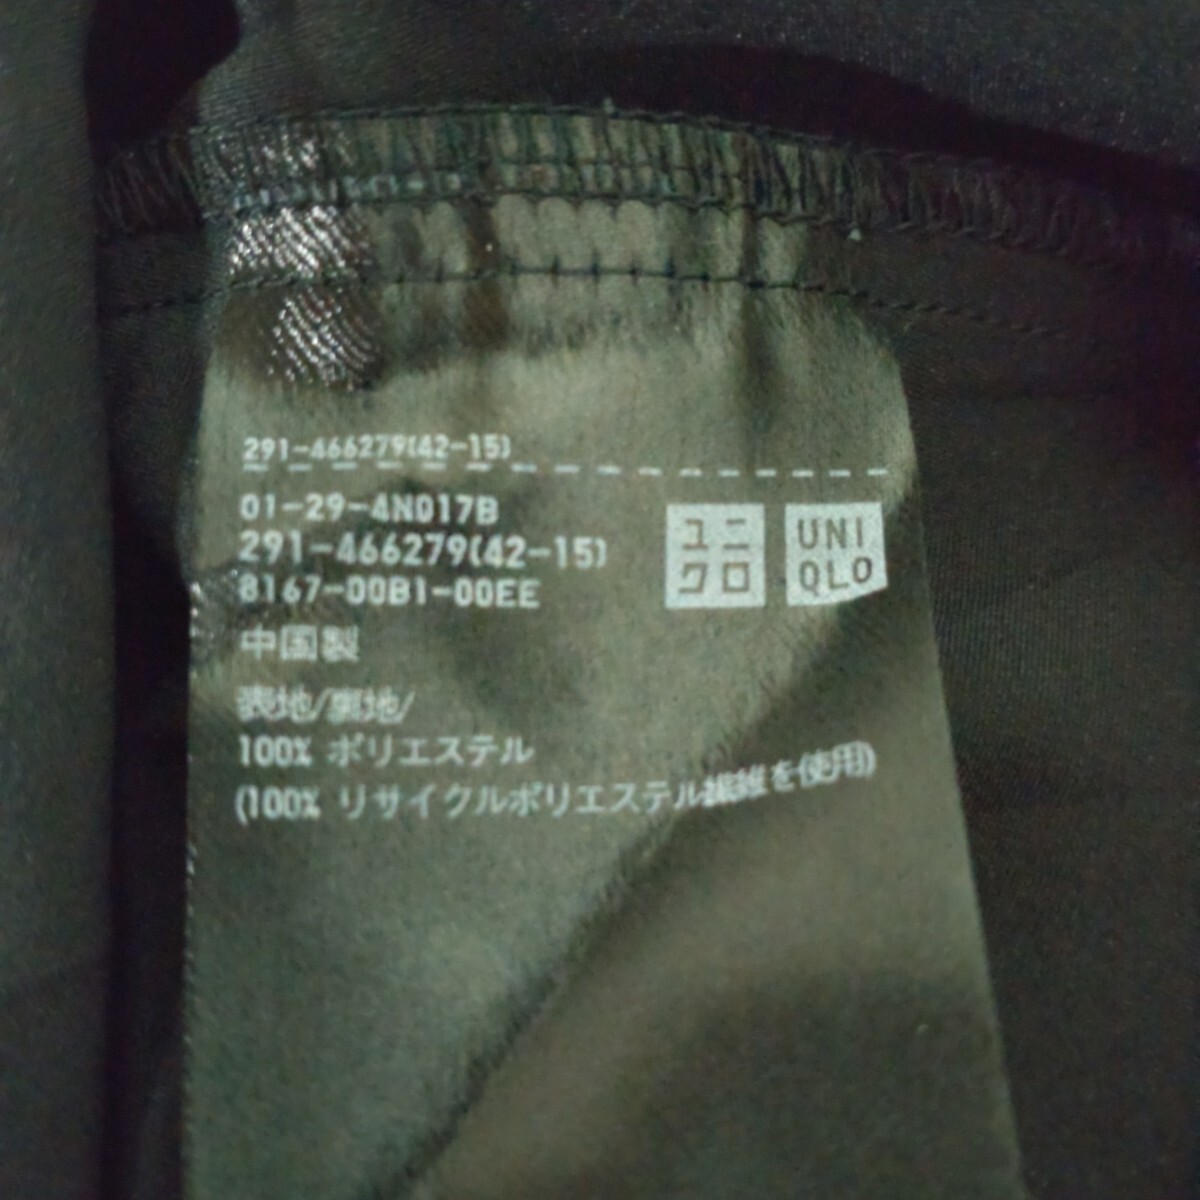 291-466279(42-15)
01-29-4N017B
291-466279(42-15)
8167-00B1-00EE
ユニ
クロ
UNI
QLO
中国製
表地/裏地/
100% ポリエステル
(100% リサイクルポリエステル繊維を使用)